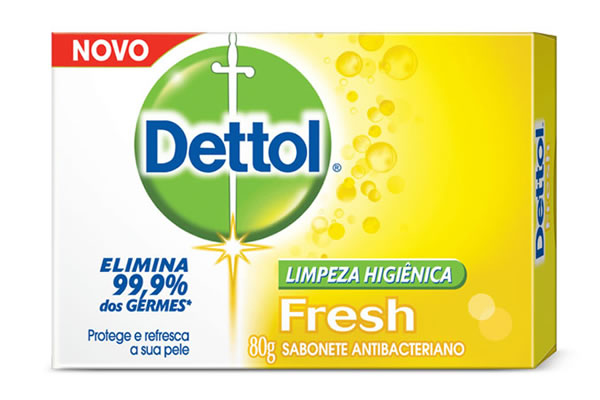 NOVO
Dettol®
ELIMINA
99,9%
dos GERMES*
Protege e refresca
a sua pele
LIMPEZA HIGIÊNICA
Fresh
80g SABONETE ANTIBACTERIANO
Dettol
Fresh